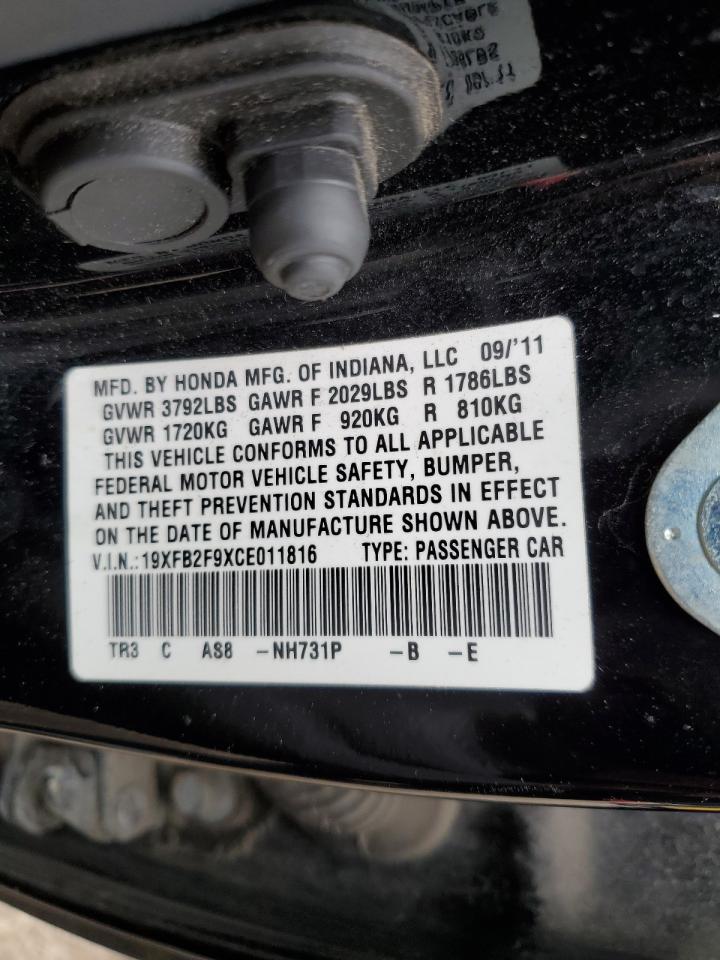 MFD. BY HONDA MFG. OF INDIANA, LLC 09/'11
GVWR 3792LBS GAWR F 2029LBS R 1786LBS
GVWR 1720KG GAWR F 920KG R 810KG
THIS VEHICLE CONFORMS TO ALL APPLICABLE
FEDERAL MOTOR VEHICLE SAFETY, BUMPER,
AND THEFT PREVENTION STANDARDS IN EFFECT
ON THE DATE OF MANUFACTURE SHOWN ABOVE.
V.I.N.:19XFB2F9XCE011816 TYPE: PASSENGER CAR
TR3 C AS8 -NH731P -B -E